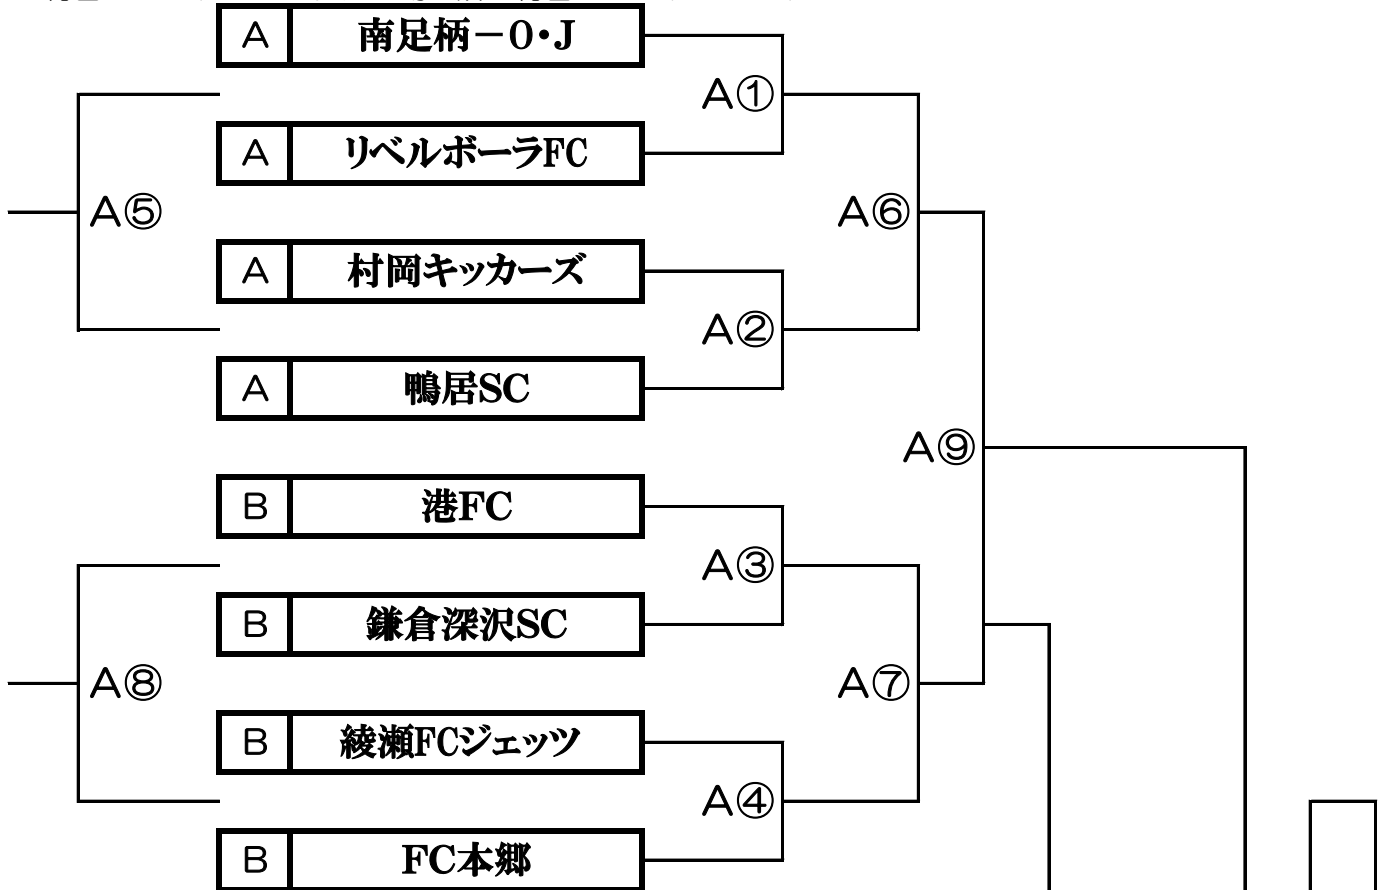 A 南足柄－O・J
A①
A リベルボーラFC
A⑤
A⑥
A 村岡キッカーズ
A②
A 鴨居SC
A⑨
B 港FC
A③
B 鎌倉深沢SC
A⑧
A⑦
B 綾瀬FCジェッツ
A④
B FC本郷